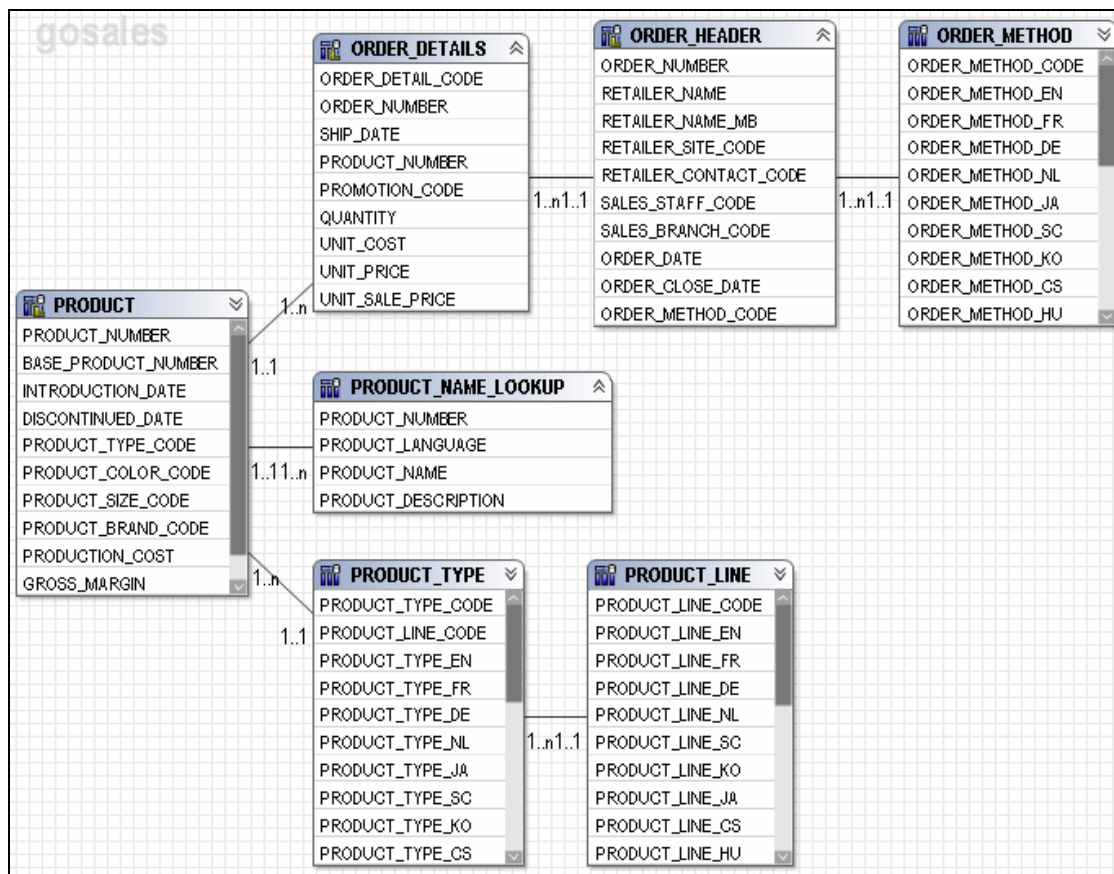 gosales
ORDER_DETAILS
ORDER_DETAIL_CODE
ORDER_NUMBER
SHIP_DATE
PRODUCT_NUMBER
PROMOTION_CODE
QUANTITY
UNIT_COST
UNIT_PRICE
UNIT_SALE_PRICE
1..n1..1
ORDER_HEADER
ORDER_NUMBER
RETAILER_NAME
RETAILER_NAME_MB
RETAILER_SITE_CODE
RETAILER_CONTACT_CODE
SALES_STAFF_CODE
SALES_BRANCH_CODE
ORDER_DATE
ORDER_CLOSE_DATE
ORDER_METHOD_CODE
1..n1..1
ORDER_METHOD
ORDER_METHOD_CODE
ORDER_METHOD_EN
ORDER_METHOD_FR
ORDER_METHOD_DE
ORDER_METHOD_NL
ORDER_METHOD_JA
ORDER_METHOD_SC
ORDER_METHOD_KO
ORDER_METHOD_CS
ORDER_METHOD_HU
PRODUCT
PRODUCT_NUMBER
BASE_PRODUCT_NUMBER
INTRODUCTION_DATE
DISCONTINUED_DATE
PRODUCT_TYPE_CODE
PRODUCT_COLOR_CODE
PRODUCT_SIZE_CODE
PRODUCT_BRAND_CODE
PRODUCTION_COST
GROSS_MARGIN
1..n
1..1
1..11..n
1..n
1..1
PRODUCT_NAME_LOOKUP
PRODUCT_NUMBER
PRODUCT_LANGUAGE
PRODUCT_NAME
PRODUCT_DESCRIPTION
PRODUCT_TYPE
PRODUCT_TYPE_CODE
PRODUCT_LINE_CODE
PRODUCT_TYPE_EN
PRODUCT_TYPE_FR
PRODUCT_TYPE_DE
PRODUCT_TYPE_NL
PRODUCT_TYPE_JA
PRODUCT_TYPE_SC
PRODUCT_TYPE_KO
PRODUCT_TYPE_CS
1..n1..1
PRODUCT_LINE
PRODUCT_LINE_CODE
PRODUCT_LINE_EN
PRODUCT_LINE_FR
PRODUCT_LINE_DE
PRODUCT_LINE_NL
PRODUCT_LINE_SC
PRODUCT_LINE_KO
PRODUCT_LINE_JA
PRODUCT_LINE_CS
PRODUCT_LINE_HU